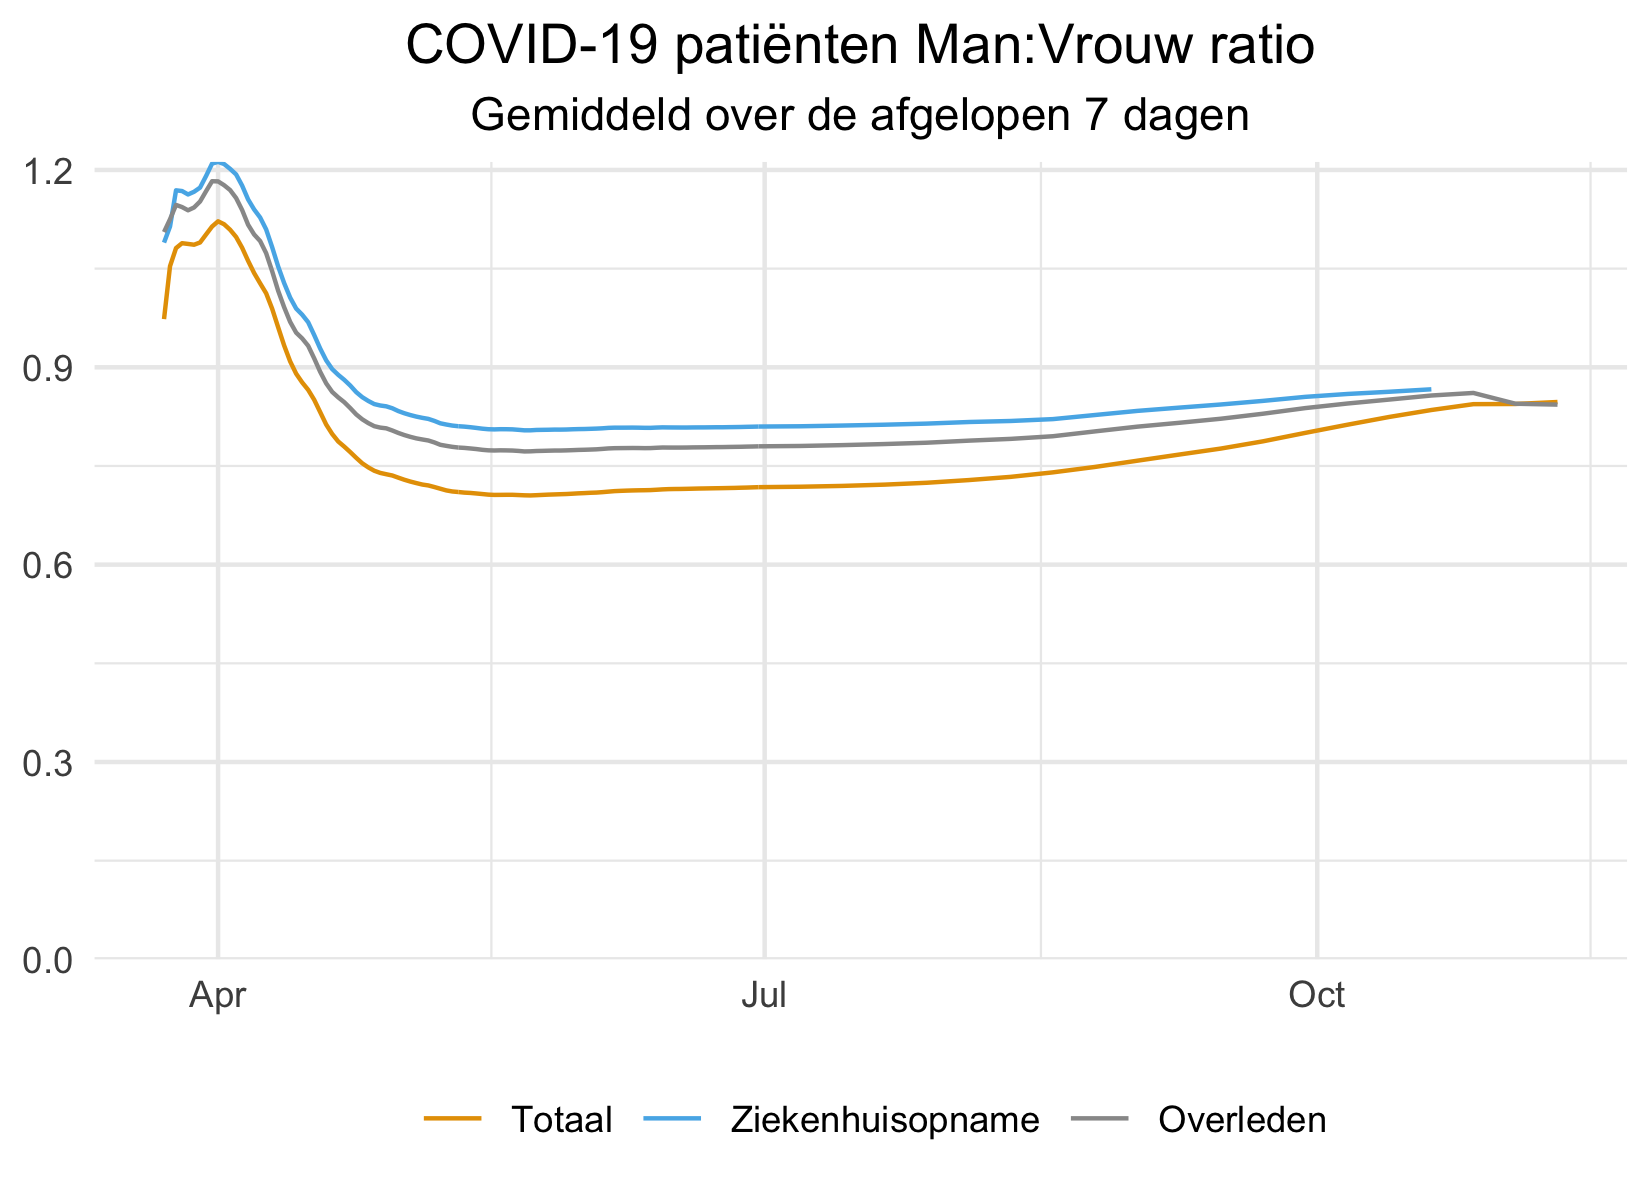 COVID-19 patiënten Man:Vrouw ratio
Gemiddeld over de afgelopen 7 dagen
1.2
0.9
0.6
0.3
0.0
Apr Jul Oct
Totaal Ziekenhuisopname Overleden